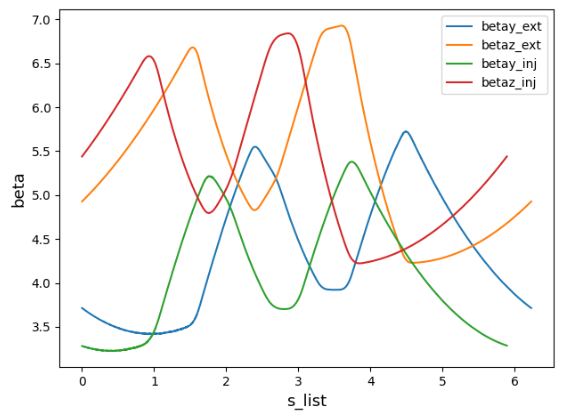 7.0
6.5
6.0
5.5
5.0
4.5
4.0
3.5
beta
betay_ext
betaz_ext
betay_inj
betaz_inj
0 1 2 3 4 5 6
s_list